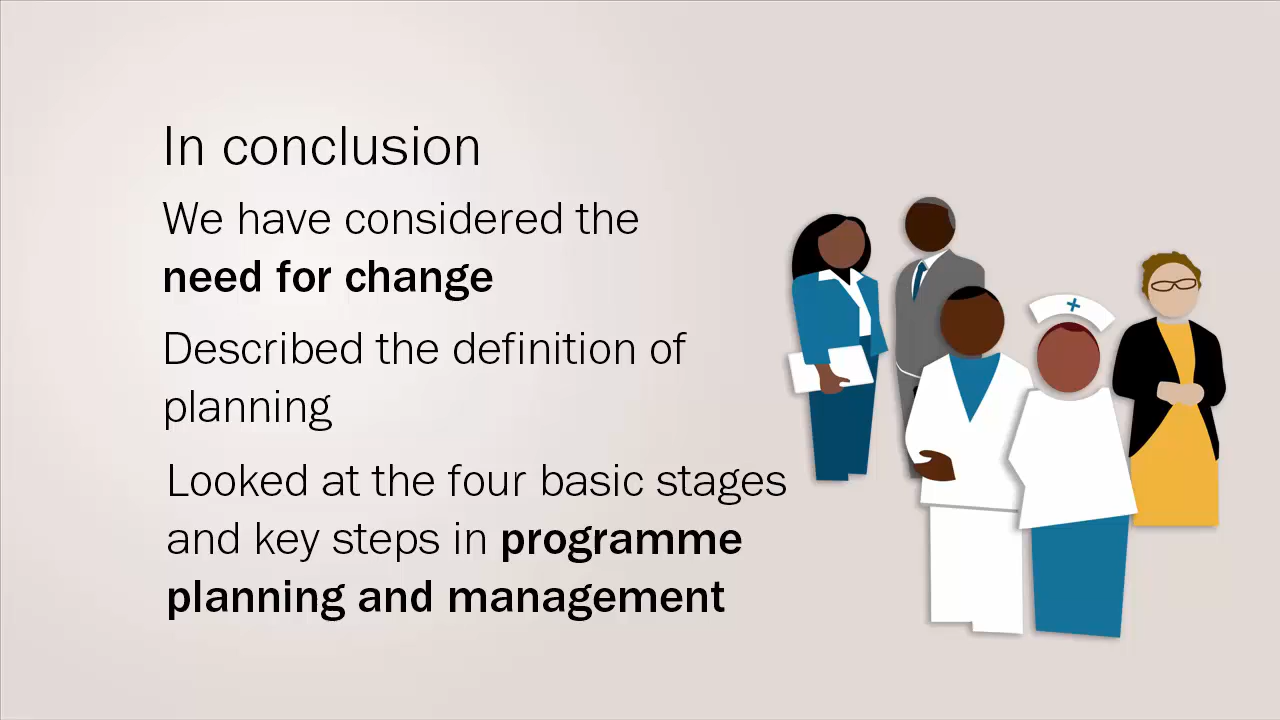 In conclusion
We have considered the
need for change
Described the definition of
planning
Looked at the four basic stages
and key steps in programme
planning and management